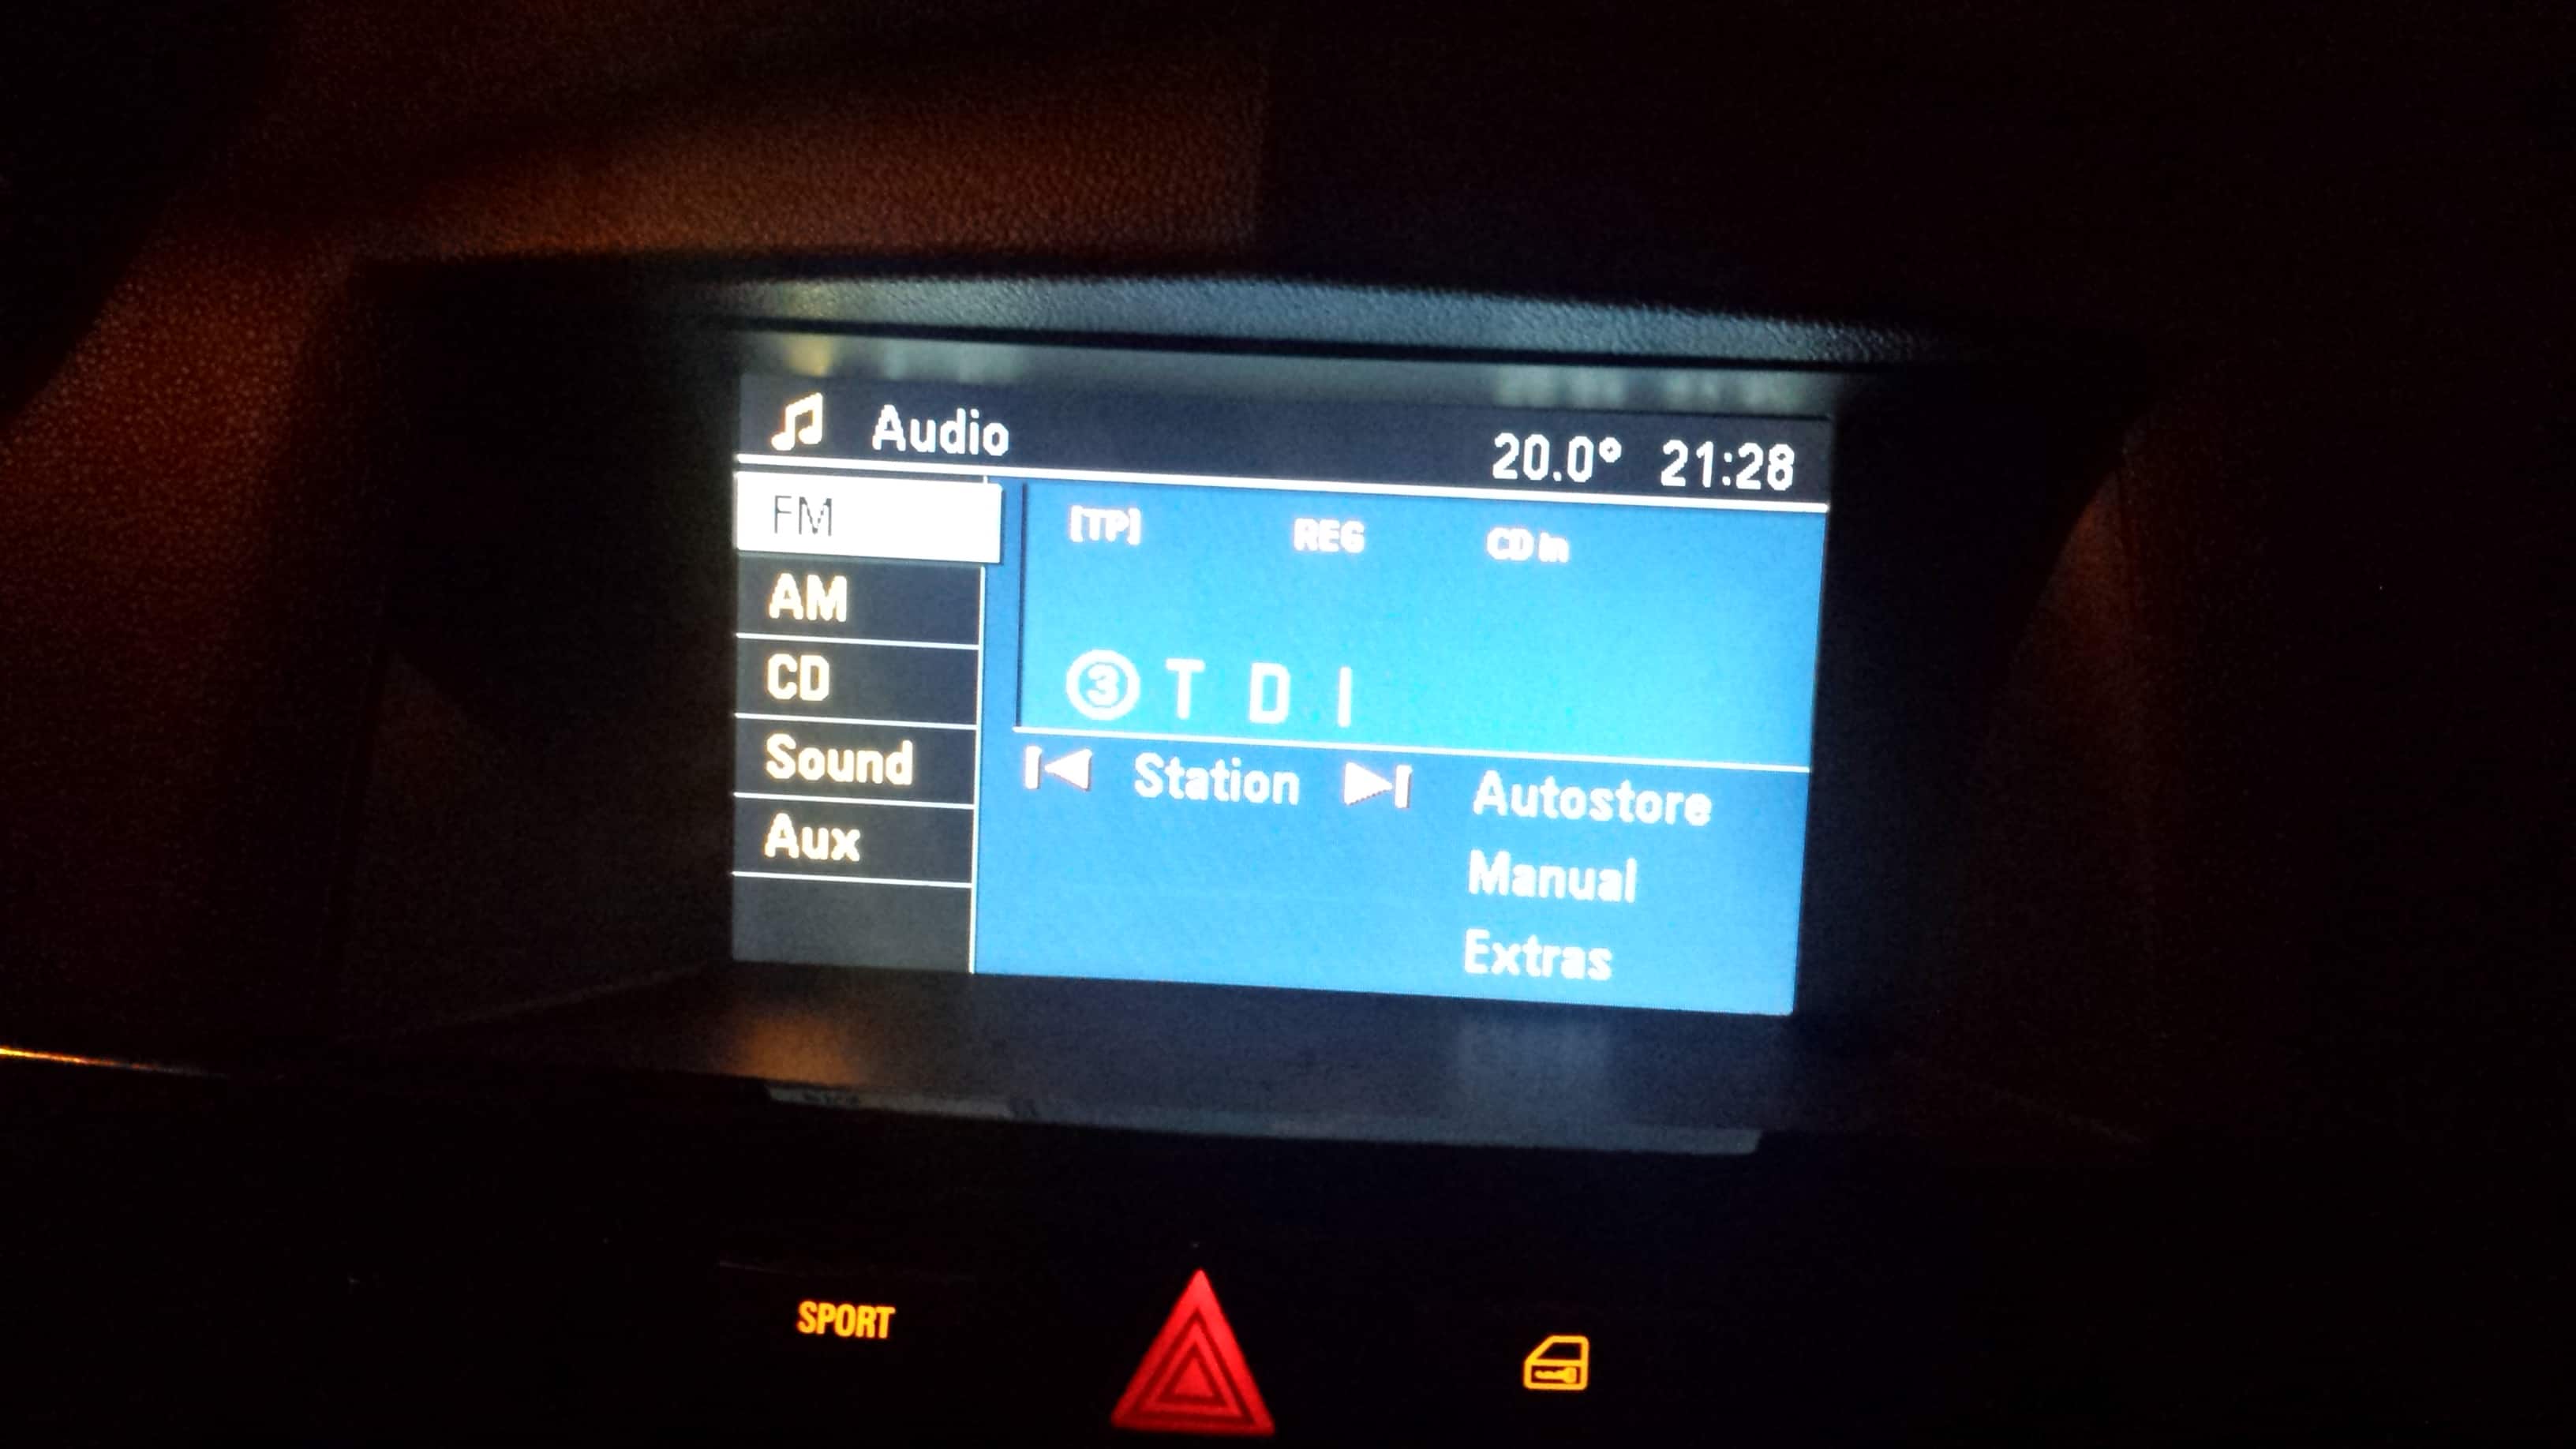 Audio 20.0° 21:28
FM
AM
CD
Sound
Aux
[TP] REG CD in
③ T D I
Station Autostore
Manual
Extras
SPORT